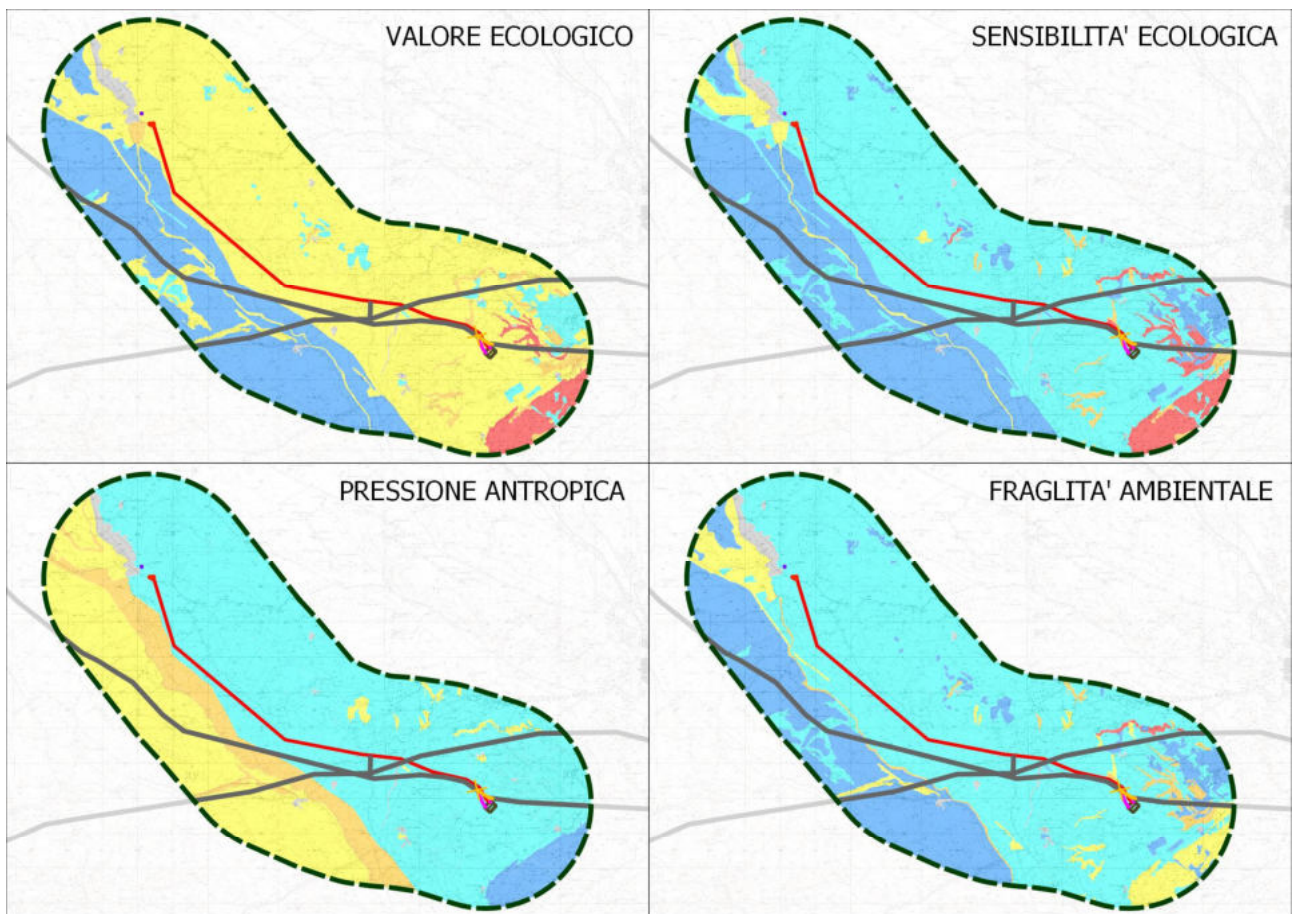 VALORE ECOLOGICO
SENSIBILITA' ECOLOGICA
PRESSIONE ANTROPICA
FRAGLITA' AMBIENTALE